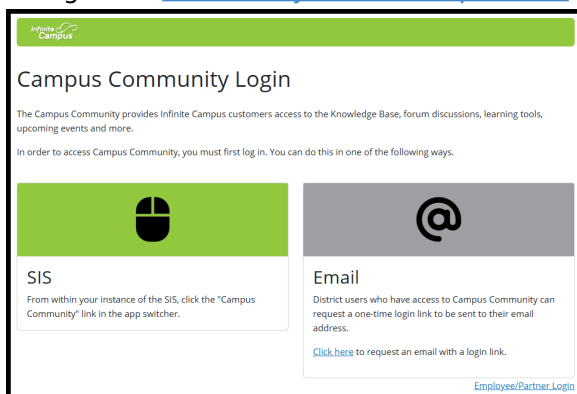 Infinite
Campus
Campus Community Login
The Campus Community provides Infinite Campus customers access to the Knowledge Base, forum discussions, learning tools,
upcoming events and more.
In order to access Campus Community, you must first log in. You can do this in one of the following ways.
SIS
From within your instance of the SIS, click the "Campus
Community" link in the app switcher.
Email
District users who have access to Campus Community can
request a one-time login link to be sent to their email
address.
Click here to request an email with a login link.
Employee/Partner Login